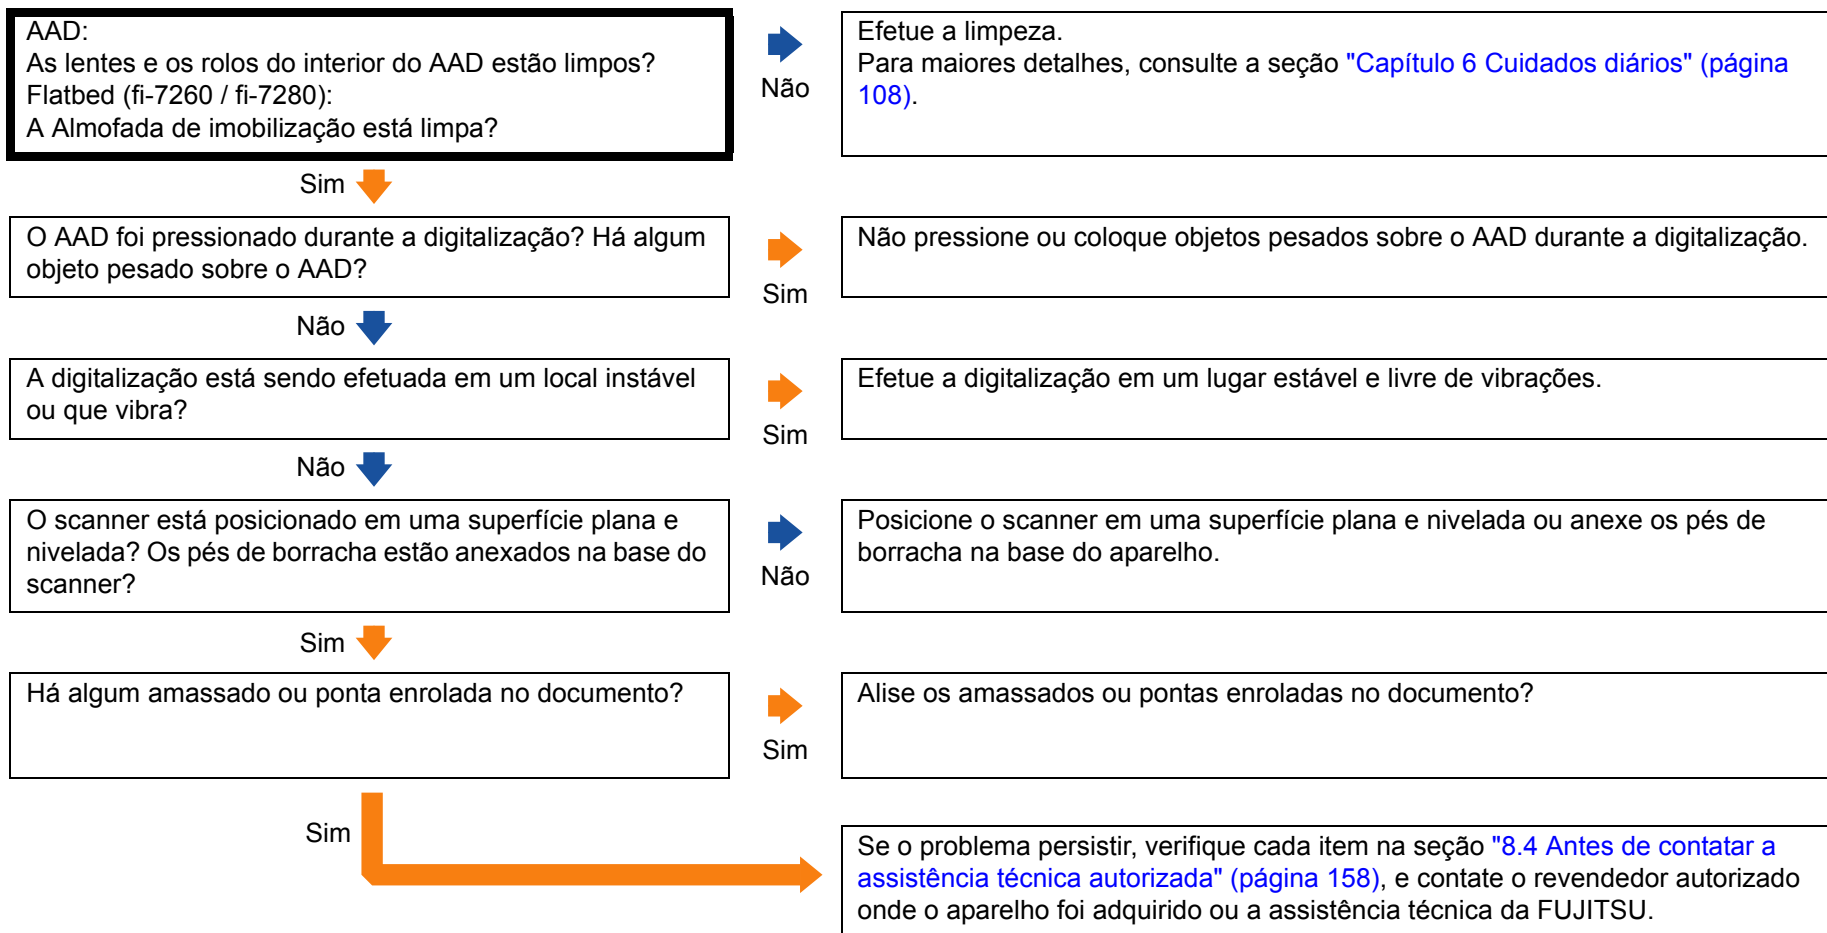 AAD:
As lentes e os rolos do interior do AAD estão limpos?
Flatbed (fi-7260 / fi-7280):
A Almofada de imobilização está limpa?
Não
Efetue a limpeza.
Para maiores detalhes, consulte a seção "Capítulo 6 Cuidados diários" (página
108).
Sim
O AAD foi pressionado durante a digitalização? Há algum
objeto pesado sobre o AAD?
Sim
Não pressione ou coloque objetos pesados sobre o AAD durante a digitalização.
Não
A digitalização está sendo efetuada em um local instável
ou que vibra?
Sim
Efetue a digitalização em um lugar estável e livre de vibrações.
Não
O scanner está posicionado em uma superfície plana e
nivelada? Os pés de borracha estão anexados na base do
scanner?
Não
Posicione o scanner em uma superfície plana e nivelada ou anexe os pés de
borracha na base do aparelho.
Sim
Há algum amassado ou ponta enrolada no documento?
Sim
Alise os amassados ou pontas enroladas no documento?
Sim
Se o problema persistir, verifique cada item na seção "8.4 Antes de contatar a
assistência técnica autorizada" (página 158), e contate o revendedor autorizado
onde o aparelho foi adquirido ou a assistência técnica da FUJITSU.